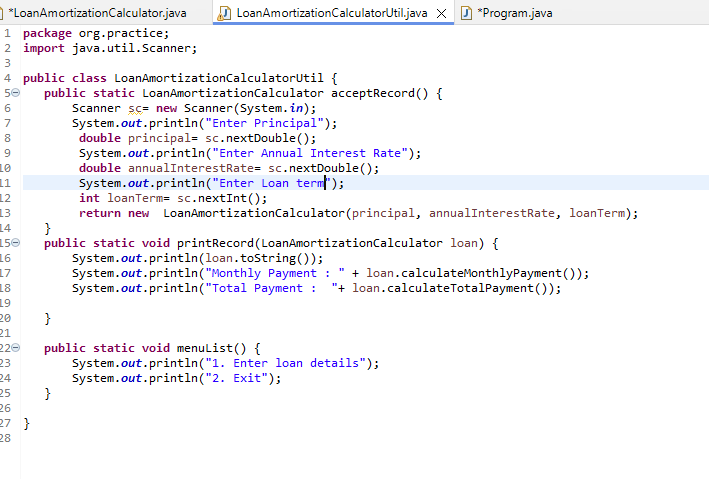 *LoanAmortizationCalculator.java LoanAmortizationCalculatorUtil.java *Program.java
1 package org.practice;
2 import java.util.Scanner;
3
4 public class LoanAmortizationCalculatorUtil {
5 public static LoanAmortizationCalculator acceptRecord() {
6 Scanner sc= new Scanner(System.in);
7 System.out.println("Enter Principal");
8 double principal= sc.nextDouble();
9 System.out.println("Enter Annual Interest Rate");
10 double annualInterestRate= sc.nextDouble();
11 System.out.println("Enter Loan term");
12 int loanTerm= sc.nextInt();
13 return new LoanAmortizationCalculator(principal, annualInterestRate, loanTerm);
14 }
15 public static void printRecord(LoanAmortizationCalculator loan) {
16 System.out.println(loan.toString());
17 System.out.println("Monthly Payment : " + loan.calculateMonthlyPayment());
18 System.out.println("Total Payment :  "+ loan.calculateTotalPayment());
19
20 }
21
22 public static void menuList() {
23 System.out.println("1. Enter loan details");
24 System.out.println("2. Exit");
25 }
26
27 }
28